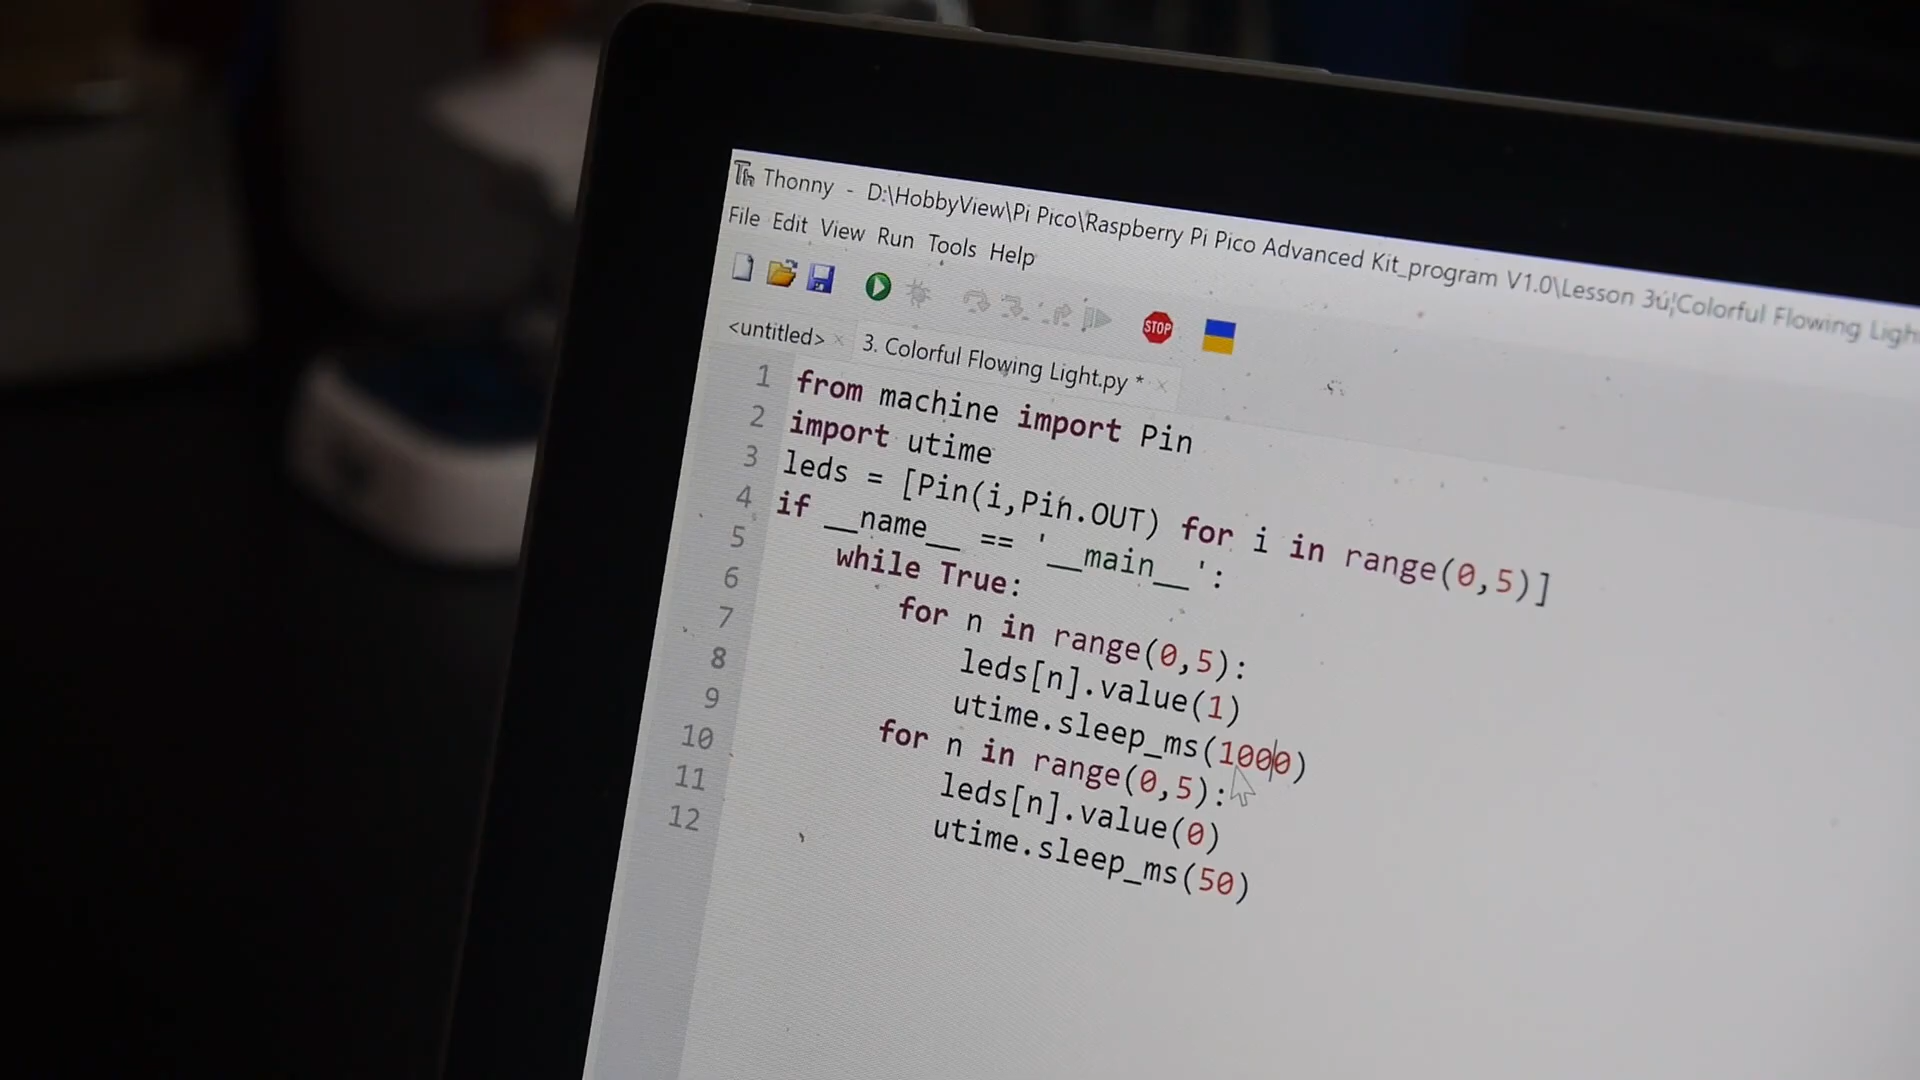 Thonny - D:\HobbyView\Pi Pico\Raspberry Pi Pico Advanced Kit_program V1.0\Lesson 3ú¦Colorful Flowing Ligh
File Edit View Run Tools Help
STOP
<untitled> × 3. Colorful Flowing Light.py * ×
1 from machine import Pin
2 import utime
3 leds = [Pin(i,Pin.OUT) for i in range(0,5)]
4 if __name__ == '__main__':
5 while True:
6 for n in range(0,5):
7 leds[n].value(1)
8 utime.sleep_ms(1000)
9 for n in range(0,5):
10 leds[n].value(0)
11 utime.sleep_ms(50)
12